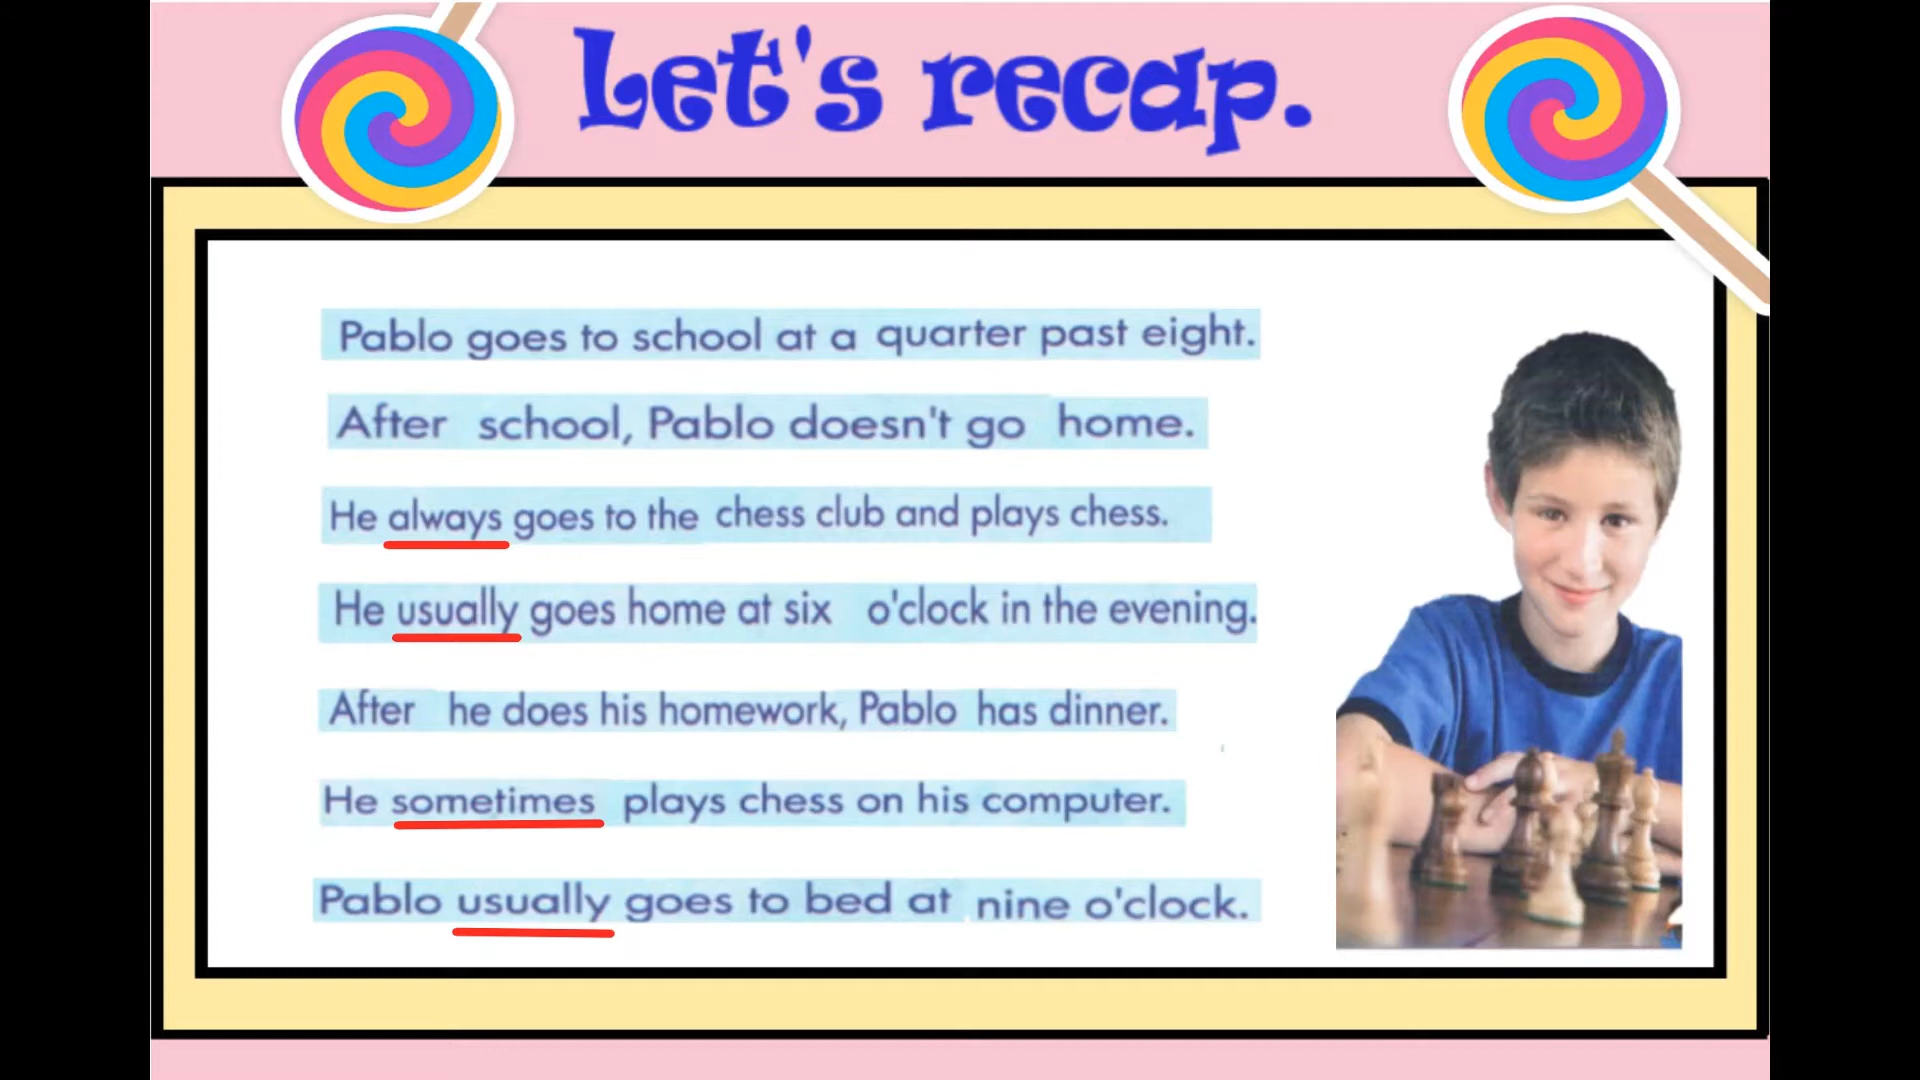 Let's recap.
Pablo goes to school at a quarter past eight.
After school, Pablo doesn't go home.
He always goes to the chess club and plays chess.
He usually goes home at six o'clock in the evening.
After he does his homework, Pablo has dinner.
He sometimes plays chess on his computer.
Pablo usually goes to bed at nine o'clock.